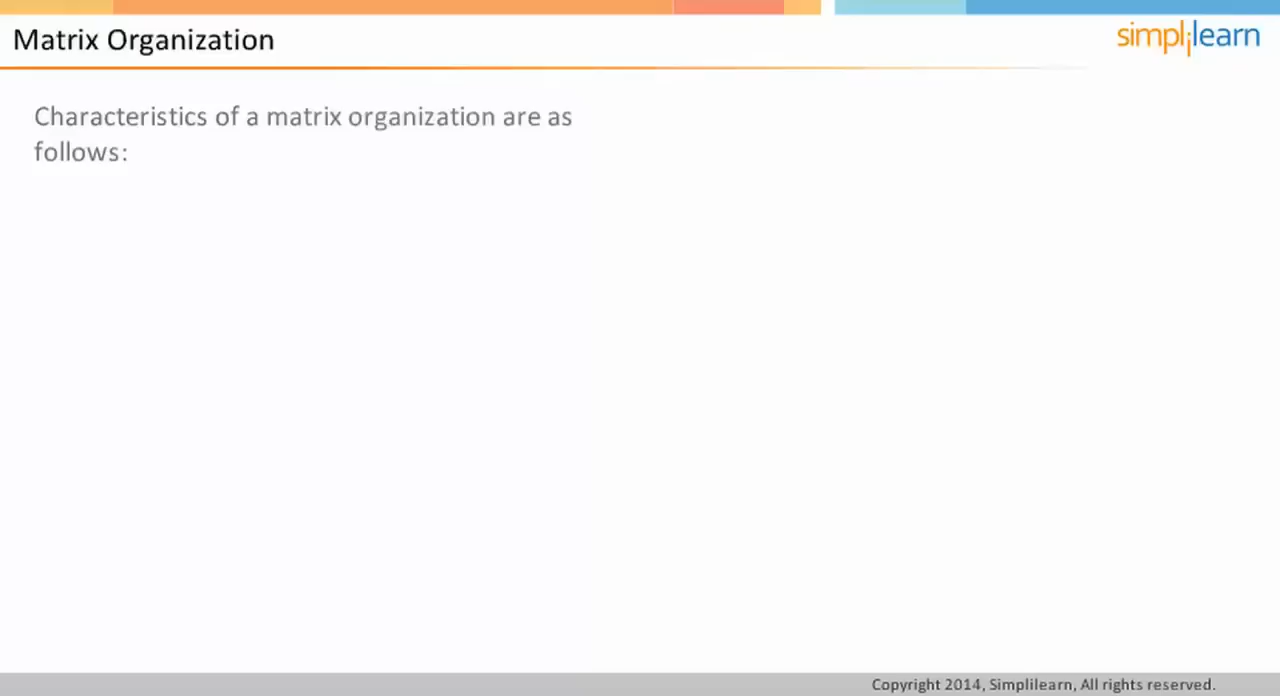 Matrix Organization
simplilearn
Characteristics of a matrix organization are as
follows:
Copyright 2014, Simplilearn, All rights reserved.